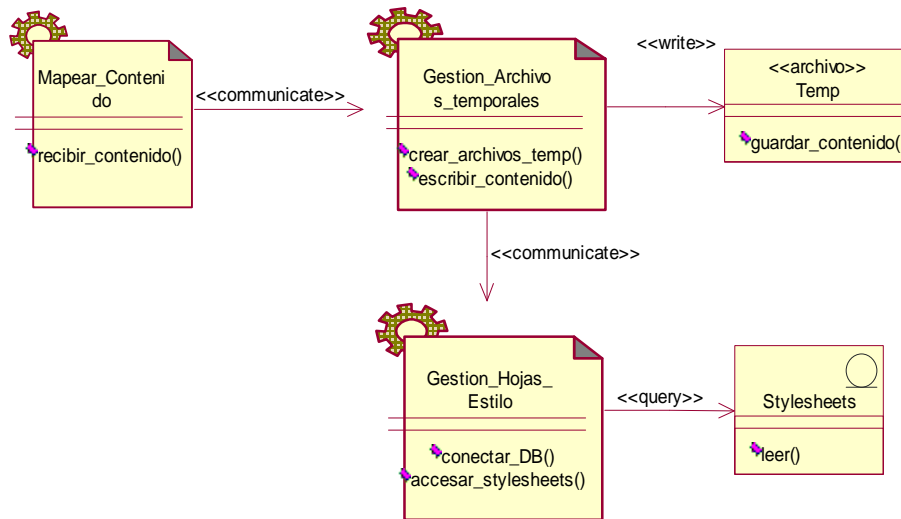 Mapear_Conteni
do
recibir_contenido()
<<communicate>>
Gestion_Archivo
s_temporales
crear_archivos_temp()
escribir_contenido()
<<write>>
<<archivo>>
Temp
guardar_contenido(
<<communicate>>
Gestion_Hojas_
Estilo
conectar_DB()
accesar_stylesheets()
<<query>>
Stylesheets
leer()